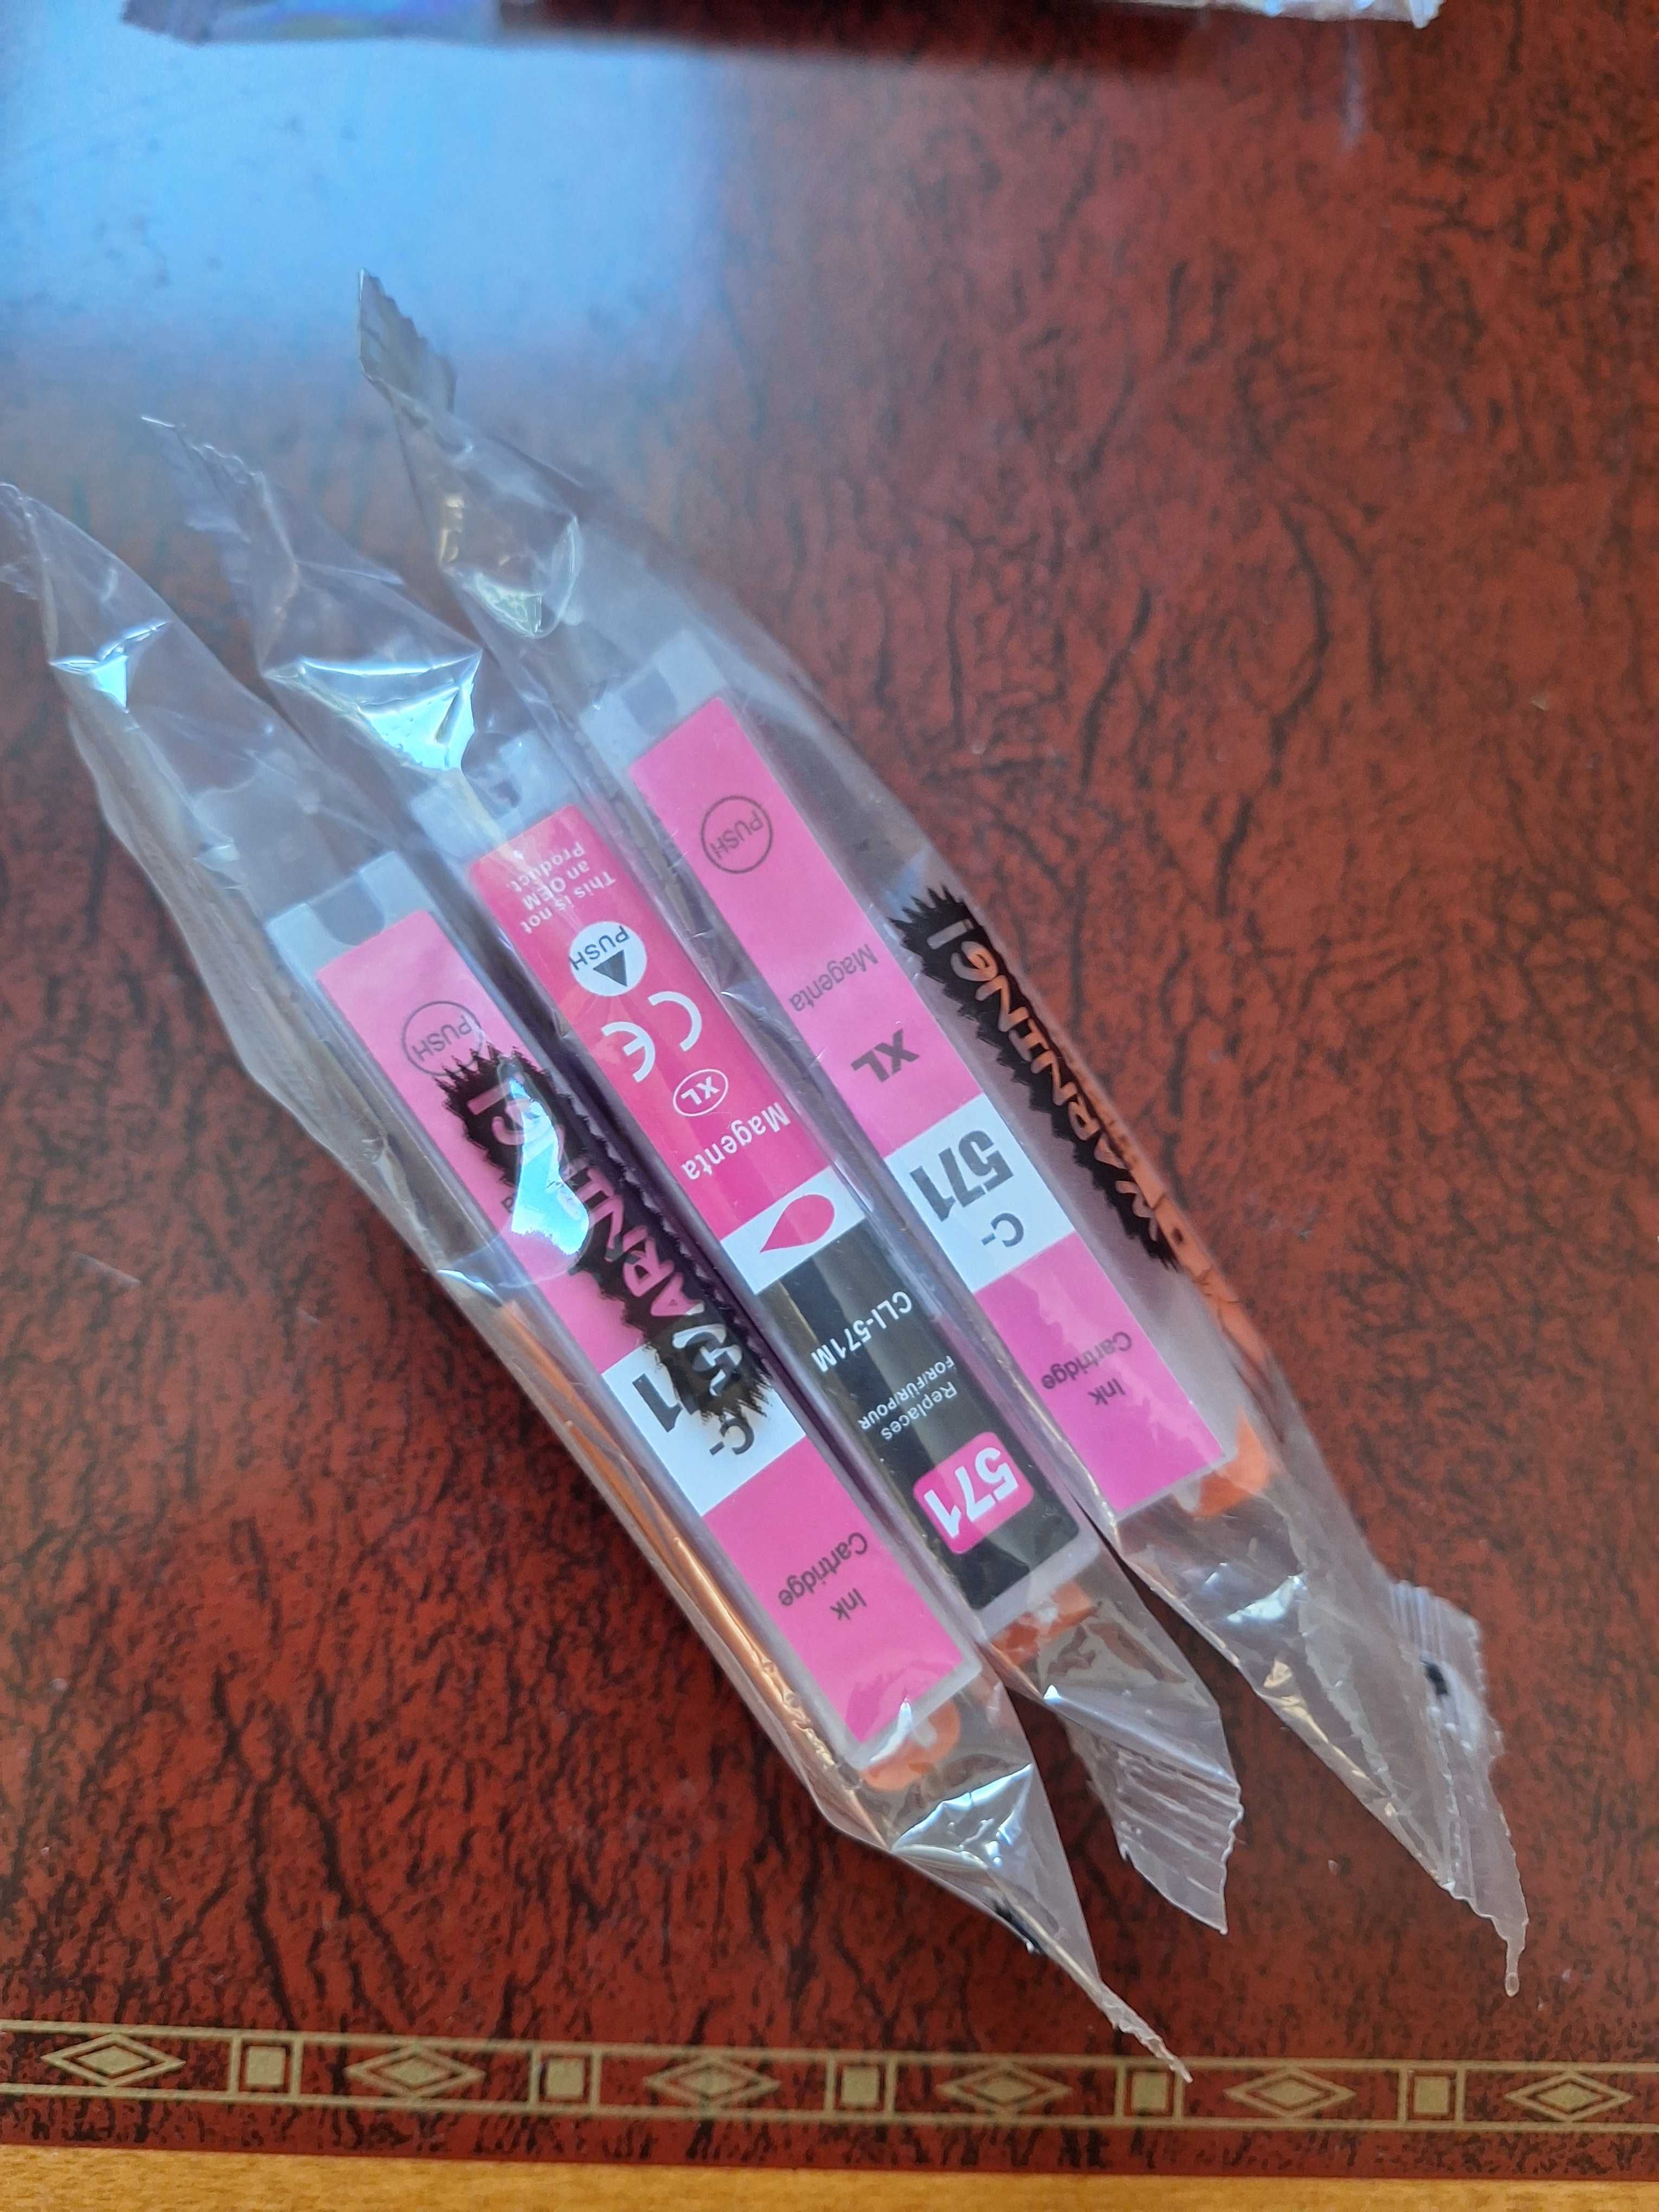 PUSH
571
C-
Cartridge
Ink
WARNING!
This is not
an OEM
Product.
PUSH
CE
XL
Magenta
CLI-571M
FOR/FÜR/POUR
Replaces
571
PUSH
Magenta
XL
571
C-
Cartridge
Ink
WARNING!